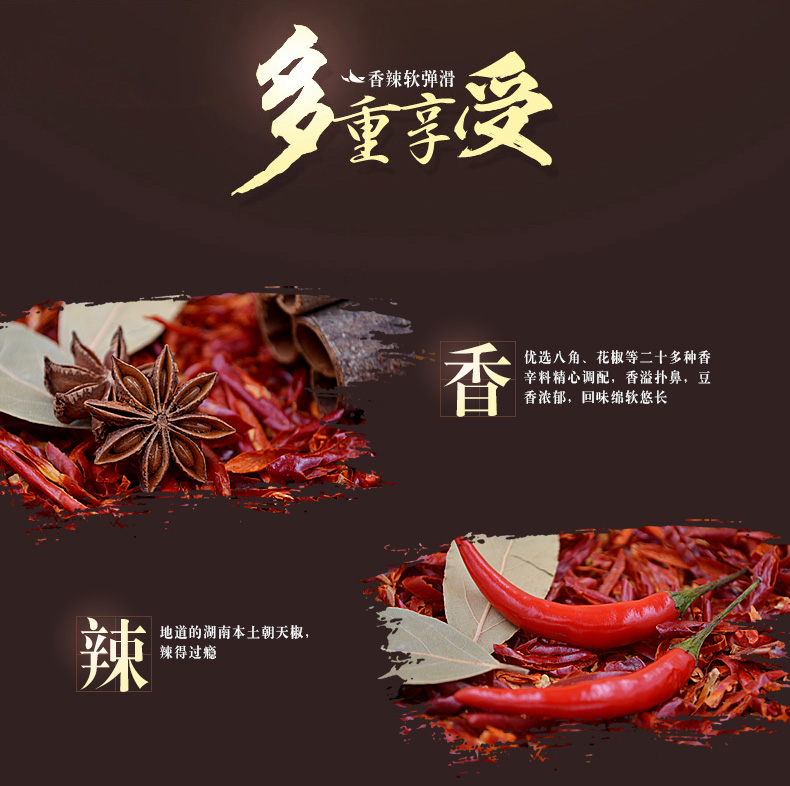 香辣软弹滑
多重享受
香
优选八角、花椒等二十多种香
辛料精心调配，香溢扑鼻，豆
香浓郁，回味绵软悠长
辣
地道的湖南本土朝天椒，
辣得过瘾